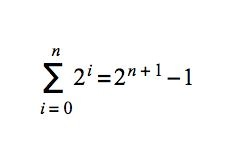 n
∑ 2^i = 2^{n+1} − 1
i = 0